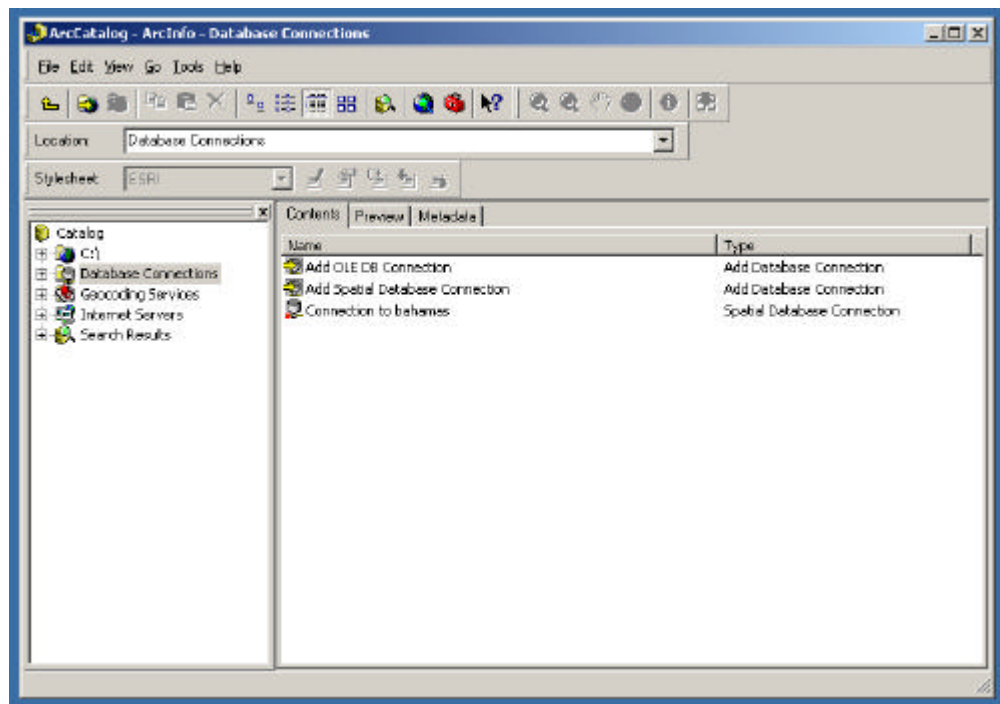 ArcCatalog - ArcInfo - Database Connections
File Edit View Go Tools Help
Location: Database Connections
Stylesheet: ESRI
Contents Preview Metadata
Catalog
C:\
Database Connections
Geocoding Services
Internet Servers
Search Results
Name Type
Add OLE DB Connection Add Database Connection
Add Spatial Database Connection Add Database Connection
Connection to bahamas Spatial Database Connection